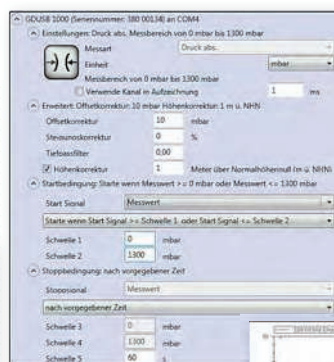 GDUSB 1000 (Seriennummer: 380 00134) an COM4
Einstellungen: Druck abs. Messbereich von 0 mbar bis 1300 mbar
Messart Druck abs.
Einheit mbar
Messbereich von 0 mbar bis 1300 mbar
Verwende Kanal in Aufzeichnung 1 ms
Erweitert: Offsetkorrektur: 10 mbar Höhenkorrektur: 1 m ü. NHN
Offsetkorrektur 10 mbar
Steigungskorrektur 0 %
Tiefpassfilter 0,00
Höhenkorrektur 1 Meter über Normalhöhennull (m ü. NHN)
Startbedingung: Starte wenn Messwert >= 0 mbar oder Messwert <= 1300 mbar
Start Signal Messwert
Starte wenn Start Signal >= Schwelle 1 oder Start Signal <= Schwelle 2
Schwelle 1 0 mbar
Schwelle 2 1300 mbar
Stoppbedingung: nach vorgegebener Zeit
Stoppsignal Messwert
nach vorgegebener Zeit
Schwelle 3 0 mbar
Schwelle 4 1300 mbar
Schwelle 5 60 s